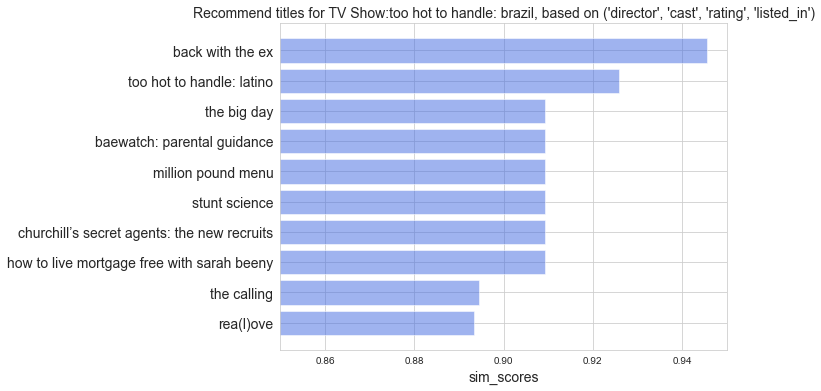 Recommend titles for TV Show:too hot to handle: brazil, based on ('director', 'cast', 'rating', 'listed_in')
back with the ex
too hot to handle: latino
the big day
baewatch: parental guidance
million pound menu
stunt science
churchill’s secret agents: the new recruits
how to live mortgage free with sarah beeny
the calling
rea(l)ove
0.86 0.88 0.90 0.92 0.94
sim_scores